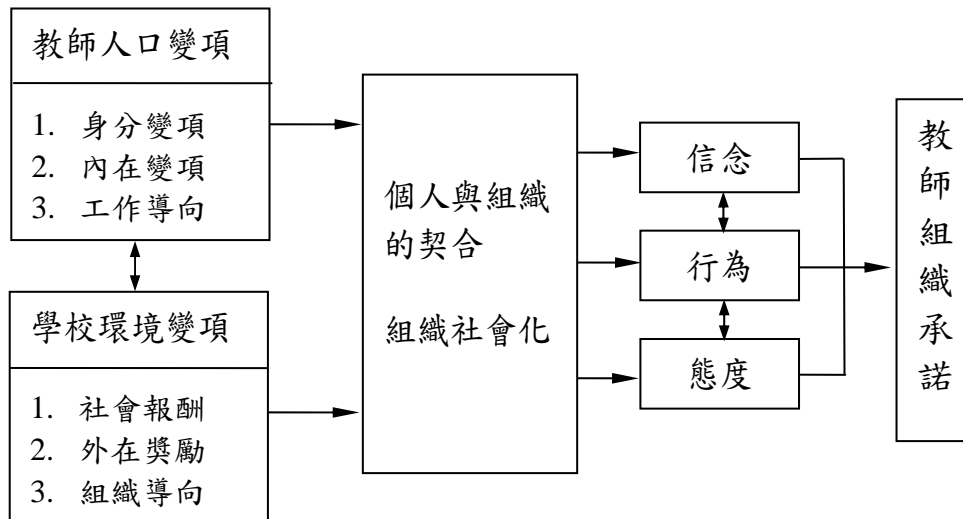 教師人口變項
1. 身分變項
2. 內在變項
3. 工作導向
學校環境變項
1. 社會報酬
2. 外在獎勵
3. 組織導向
個人與組織
的契合
組織社會化
信念
行為
態度
教師組織承諾